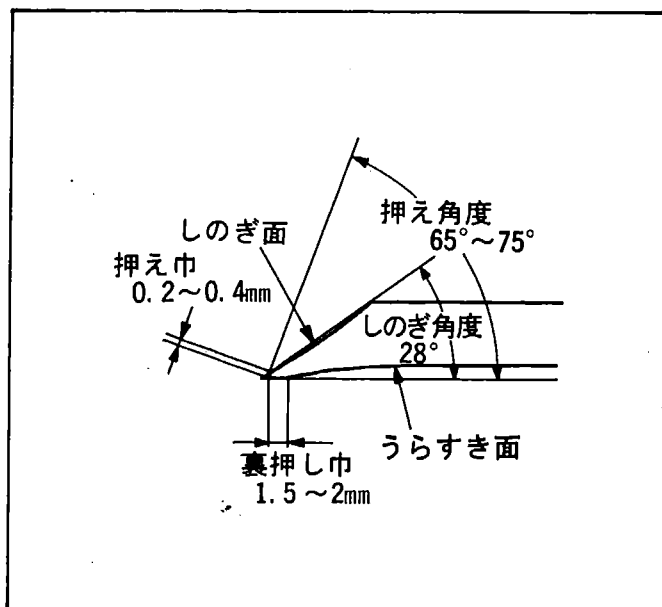 押え角度
65°～75°
しのぎ面
押え巾
0.2～0.4mm
しのぎ角度
28°
うらすき面
裏押し巾
1.5～2mm